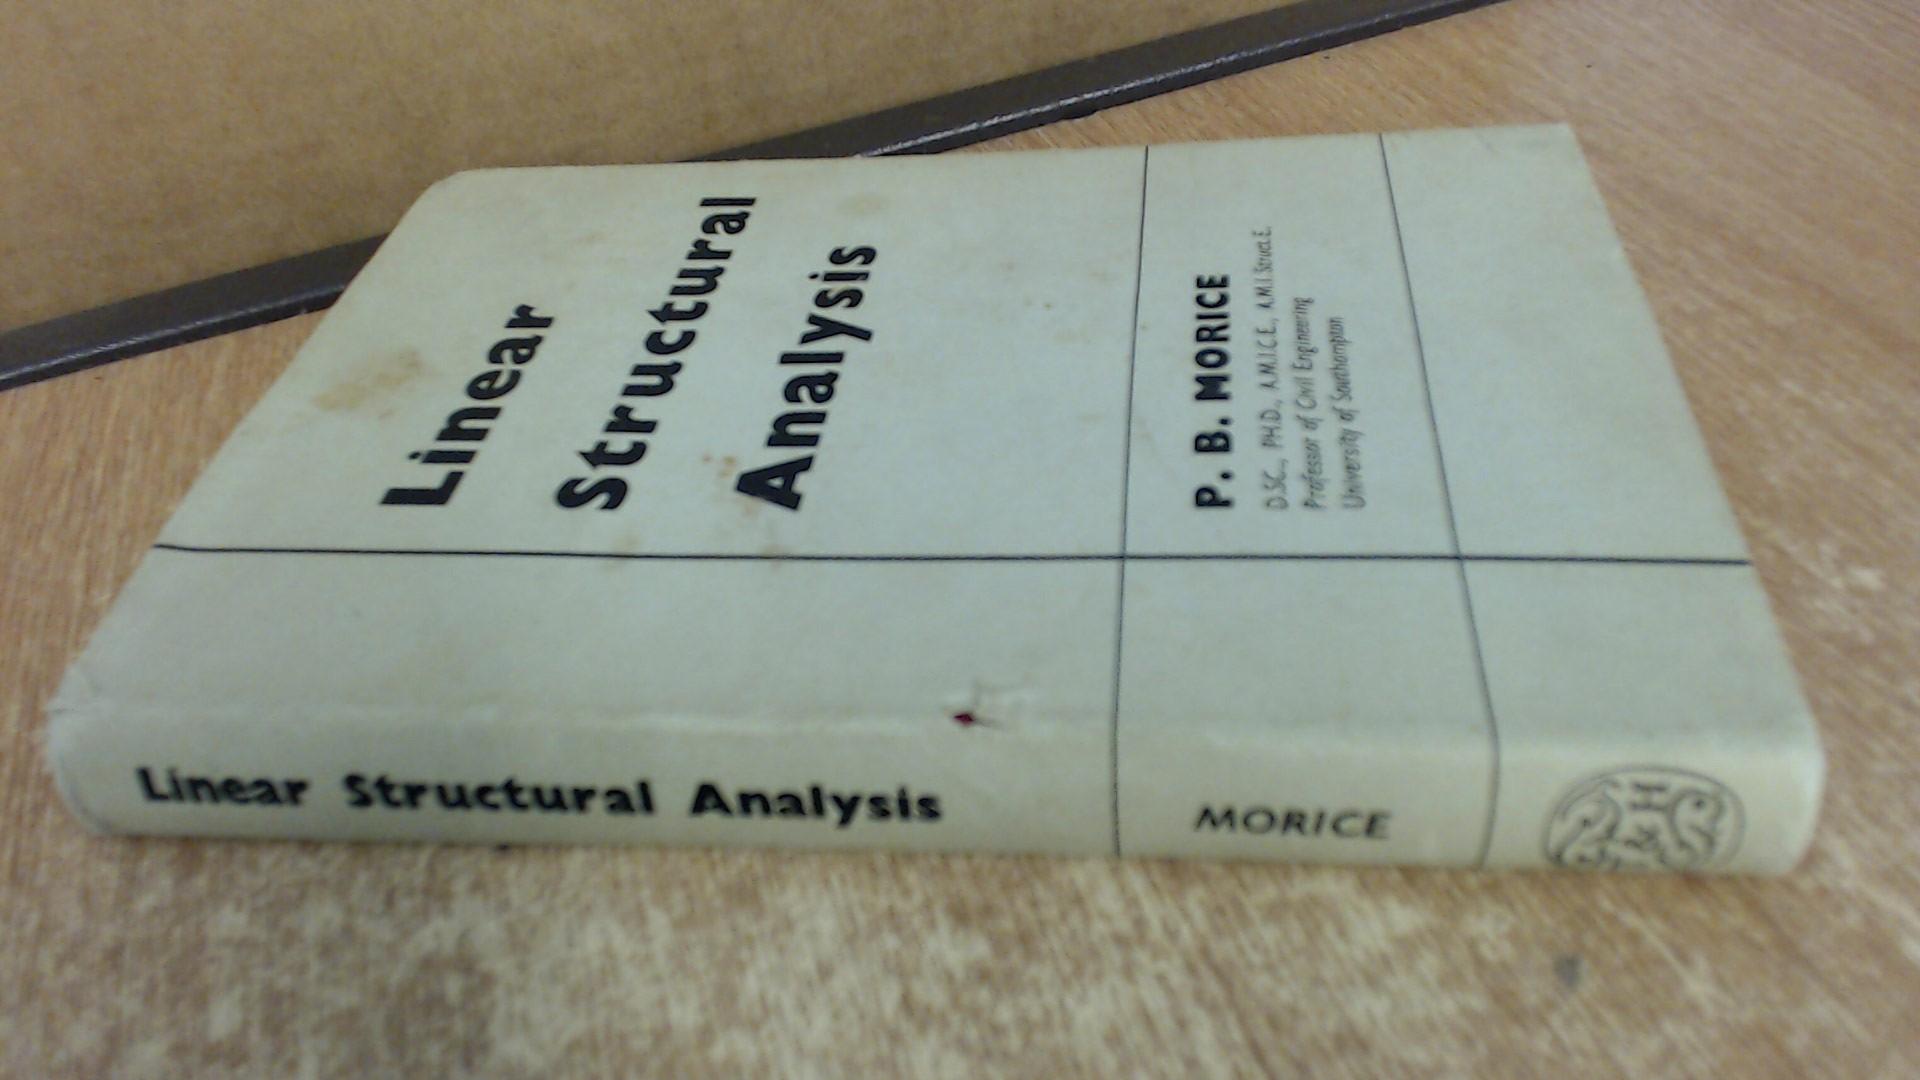 Linear
Structural
Analysis
P. B. MORICE
D.SC., PH.D., A.M.I.C.E., A.M.I.Struct.E.
Professor of Civil Engineering
University of Southampton
Linear Structural Analysis
MORICE
T&H